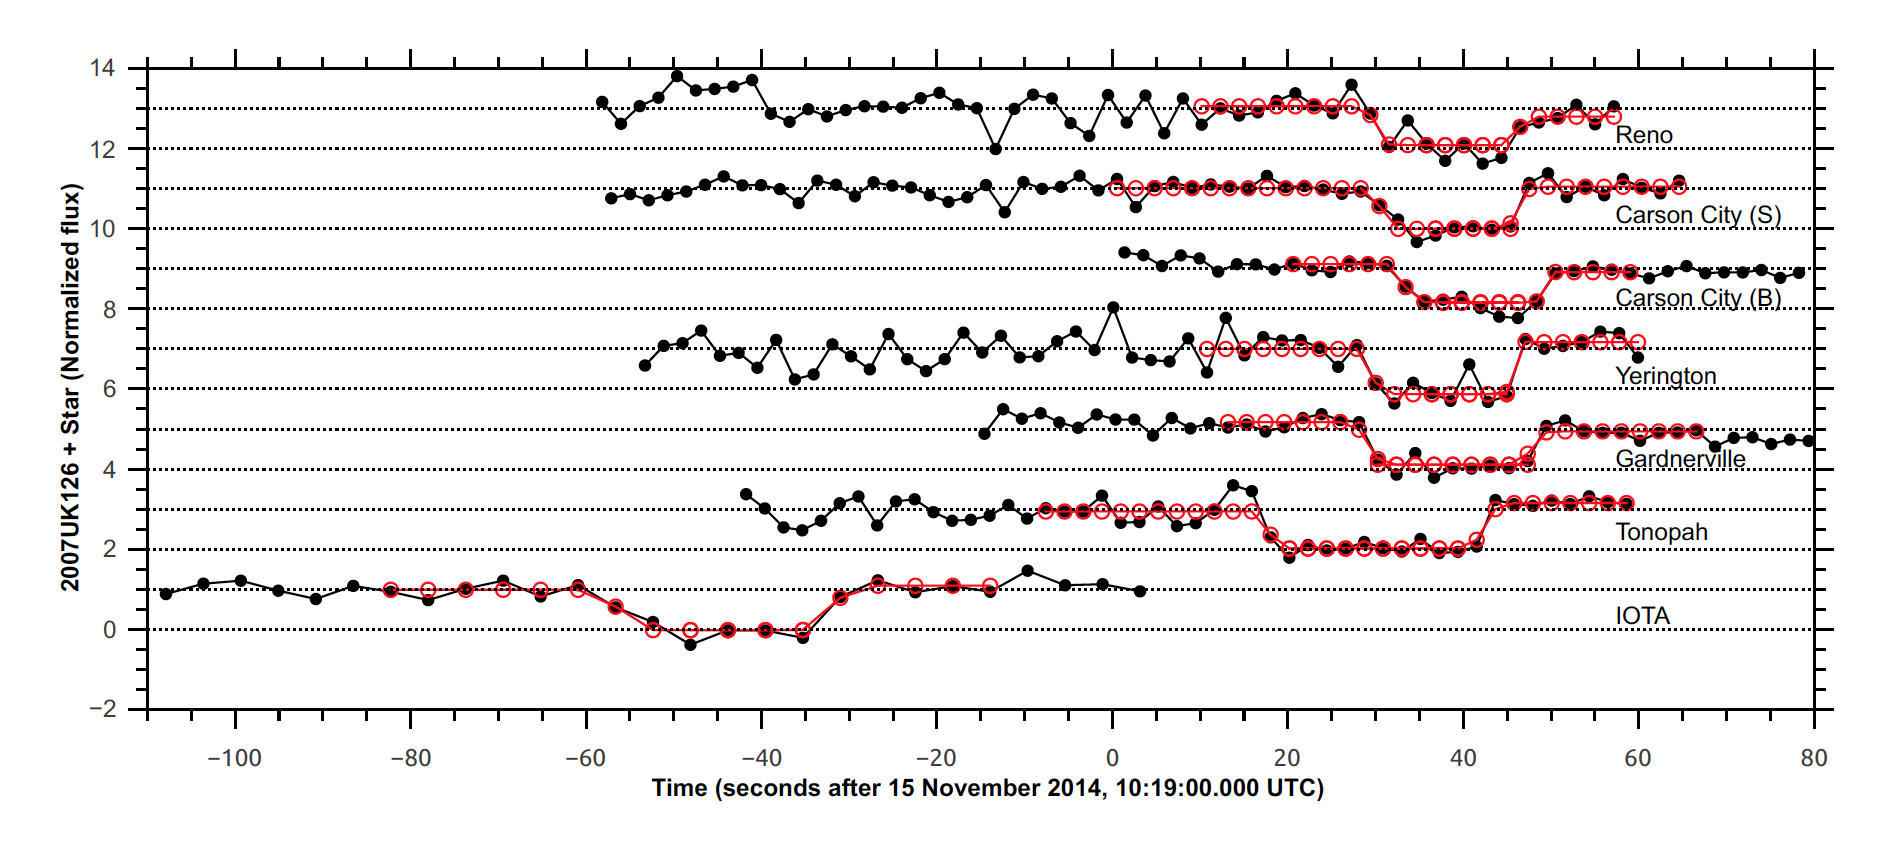 14
12
10
8
6
4
2
0
−2
2007UK126 + Star (Normalized flux)
Reno
Carson City (S)
Carson City (B)
Yerington
Gardnerville
Tonopah
IOTA
−100 −80 −60 −40 −20 0 20 40 60 80
Time (seconds after 15 November 2014, 10:19:00.000 UTC)